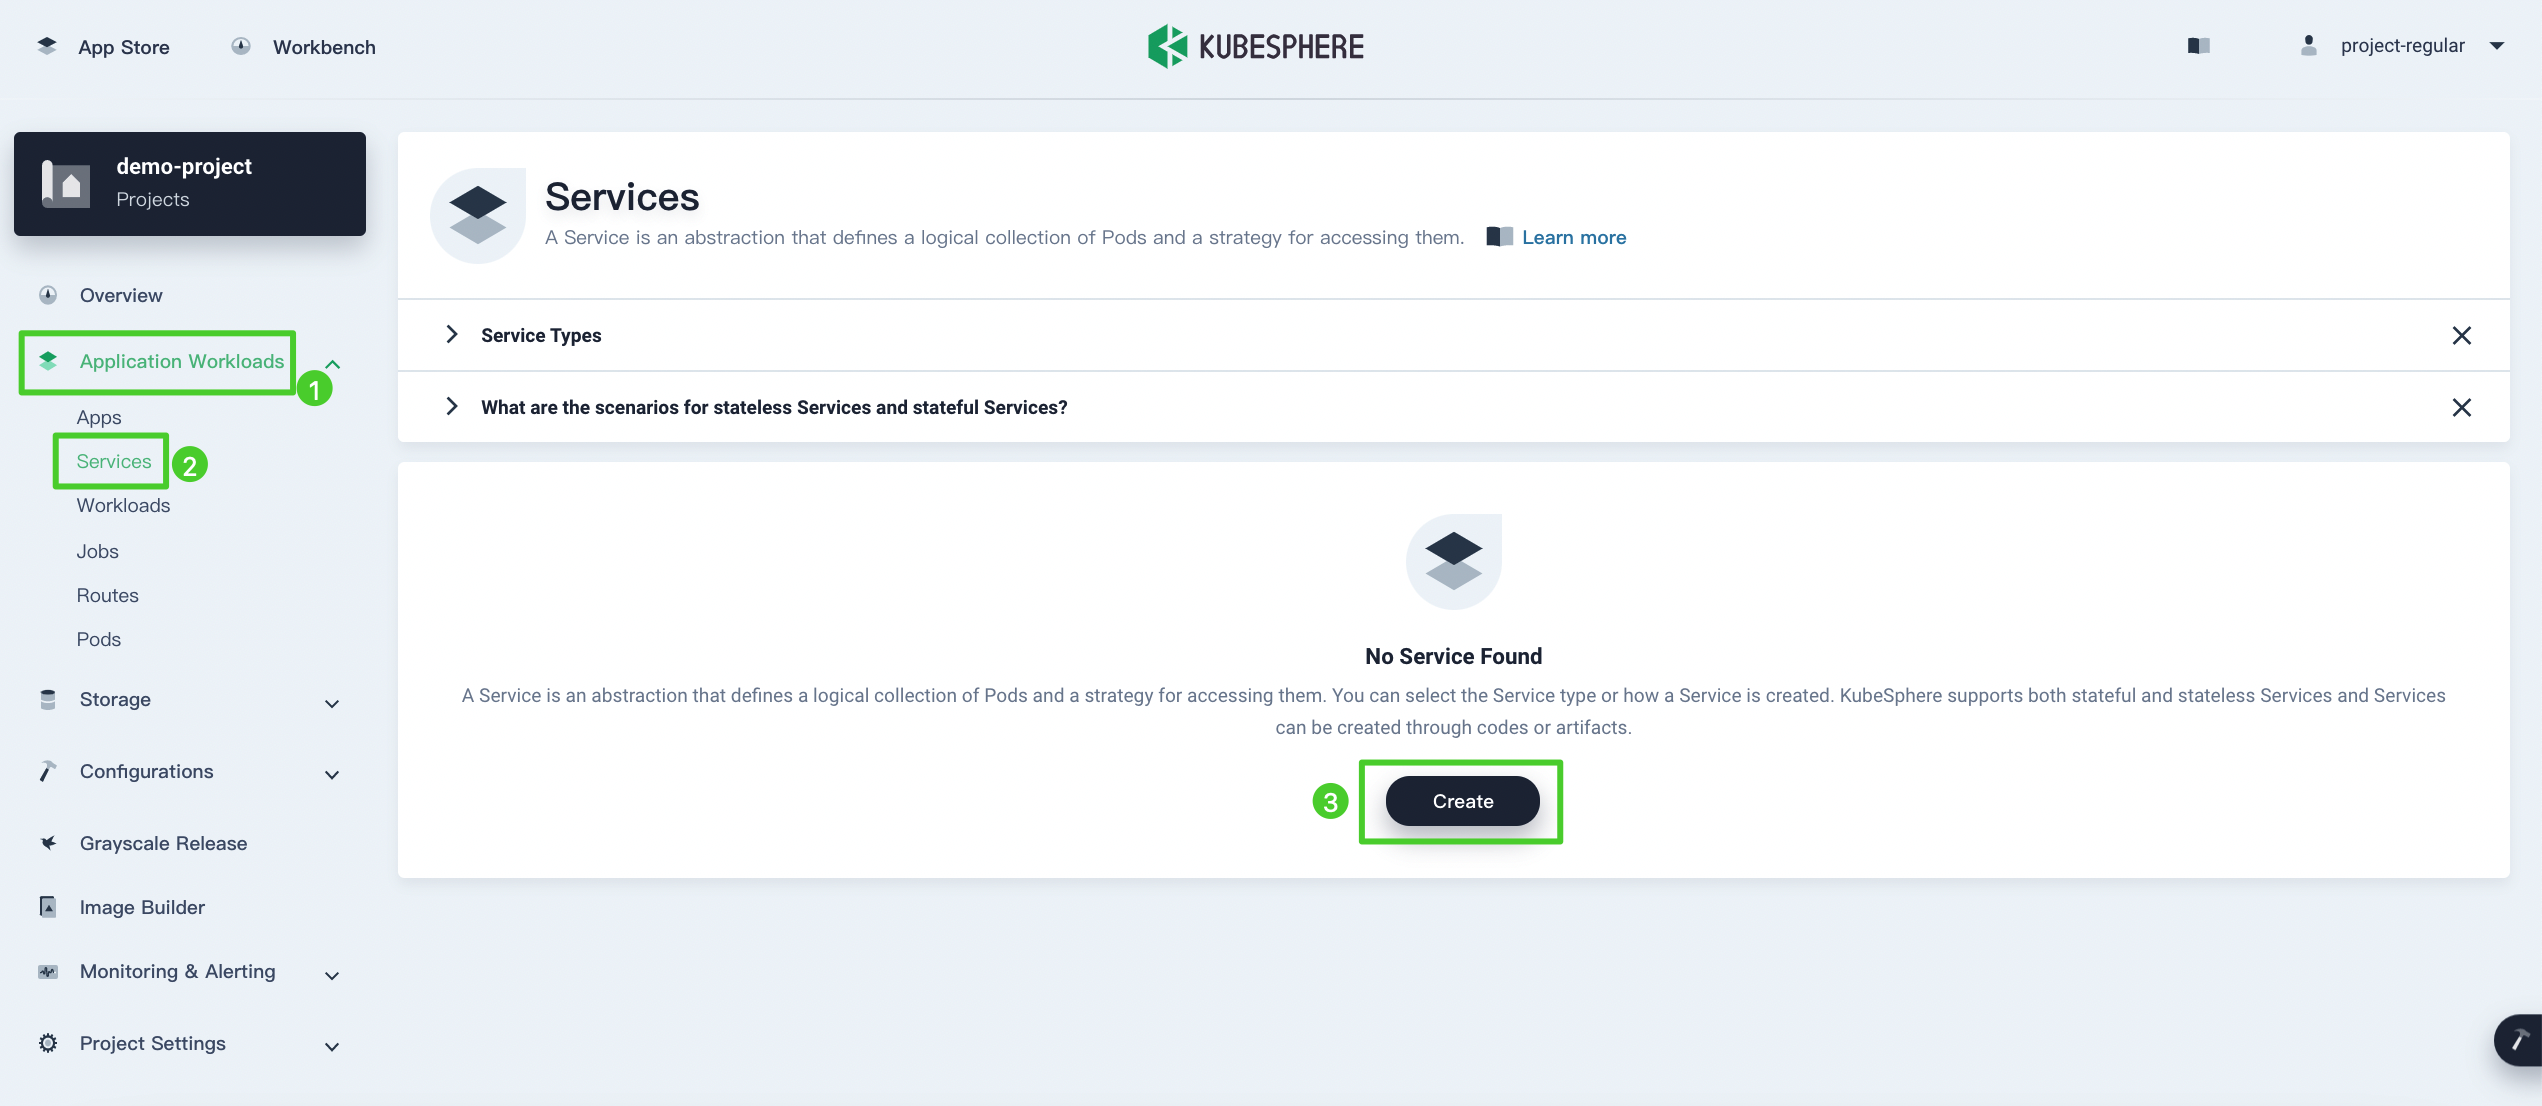 App Store
Workbench
KUBESPHERE
project-regular
demo-project
Projects
Overview
Application Workloads
1
Apps
Services
2
Workloads
Jobs
Routes
Pods
Storage
Configurations
Grayscale Release
Image Builder
Monitoring & Alerting
Project Settings
Services
A Service is an abstraction that defines a logical collection of Pods and a strategy for accessing them.
Learn more
Service Types
What are the scenarios for stateless Services and stateful Services?
No Service Found
A Service is an abstraction that defines a logical collection of Pods and a strategy for accessing them. You can select the Service type or how a Service is created. KubeSphere supports both stateful and stateless Services and Services
can be created through codes or artifacts.
3
Create